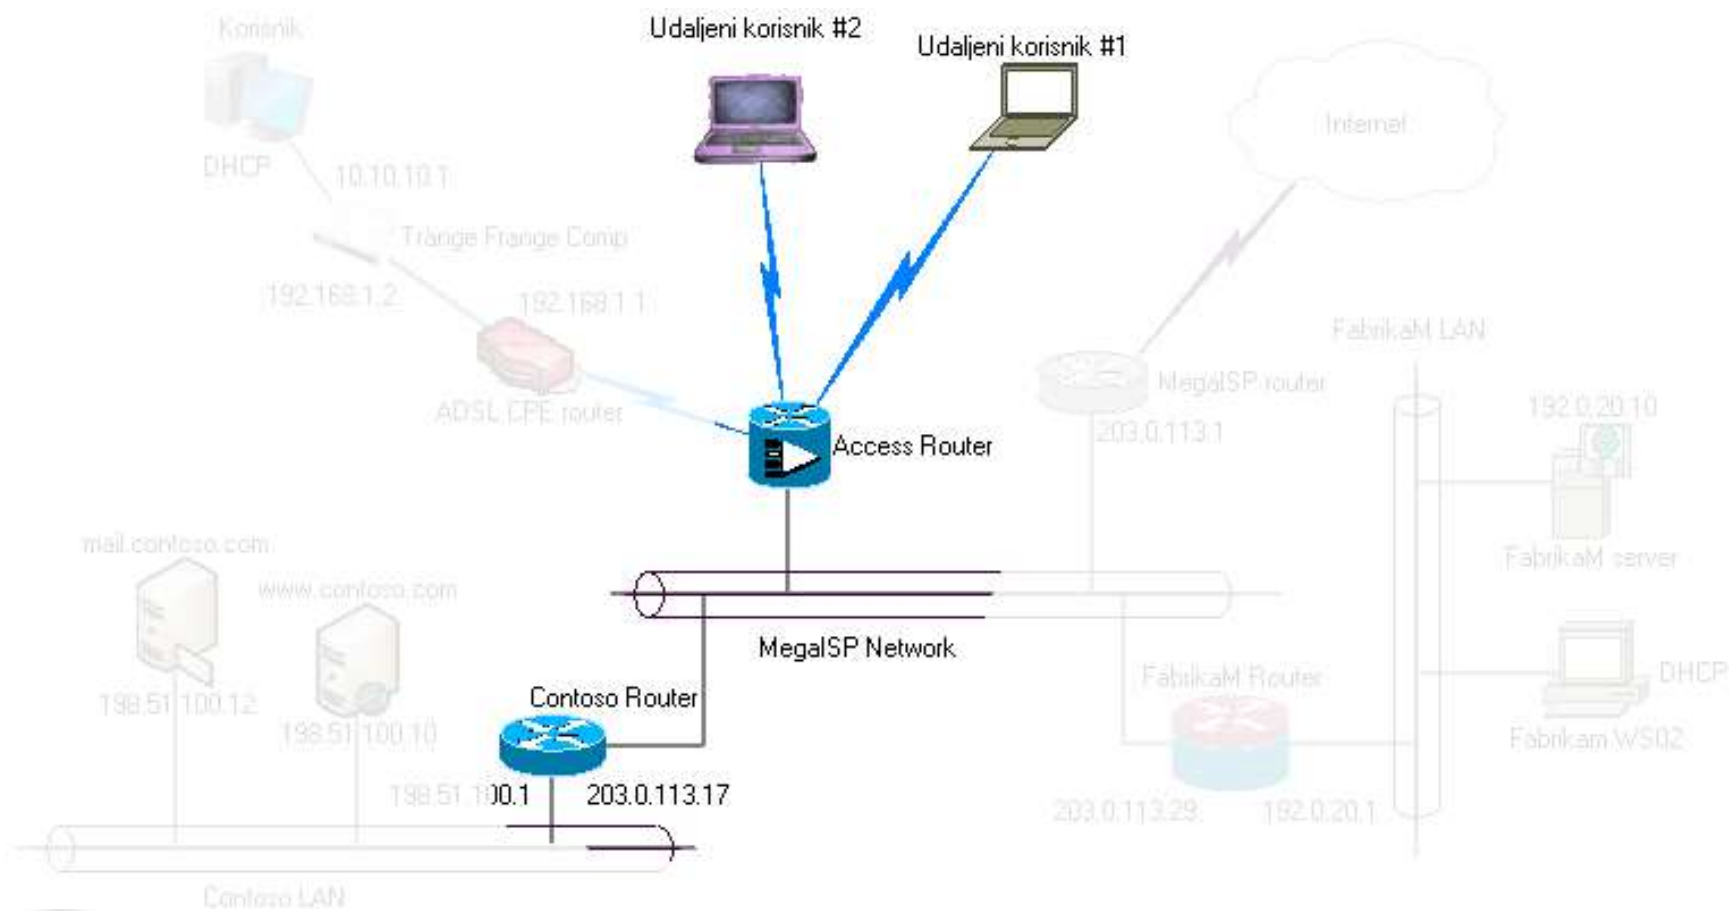 Korisnik
Udaljeni korisnik #2
Udaljeni korisnik #1
Internet
DHCP
10.10.10.1
Trange Frange Comp
192.168.1.2
192.168.1.1
FabrikaM LAN
MegaISP router
ADSL CPE router
192.0.20.10
203.0.113.1
Access Router
mail.contoso.com
www.contoso.com
FabrikaM server
MegaISP Network
FabrikaM Router
DHCP
Contoso Router
198.51.100.12
198.51.100.10
Fabrikam WS02
198.51.100.1
203.0.113.17
203.0.113.29
192.0.20.1
Contoso LAN